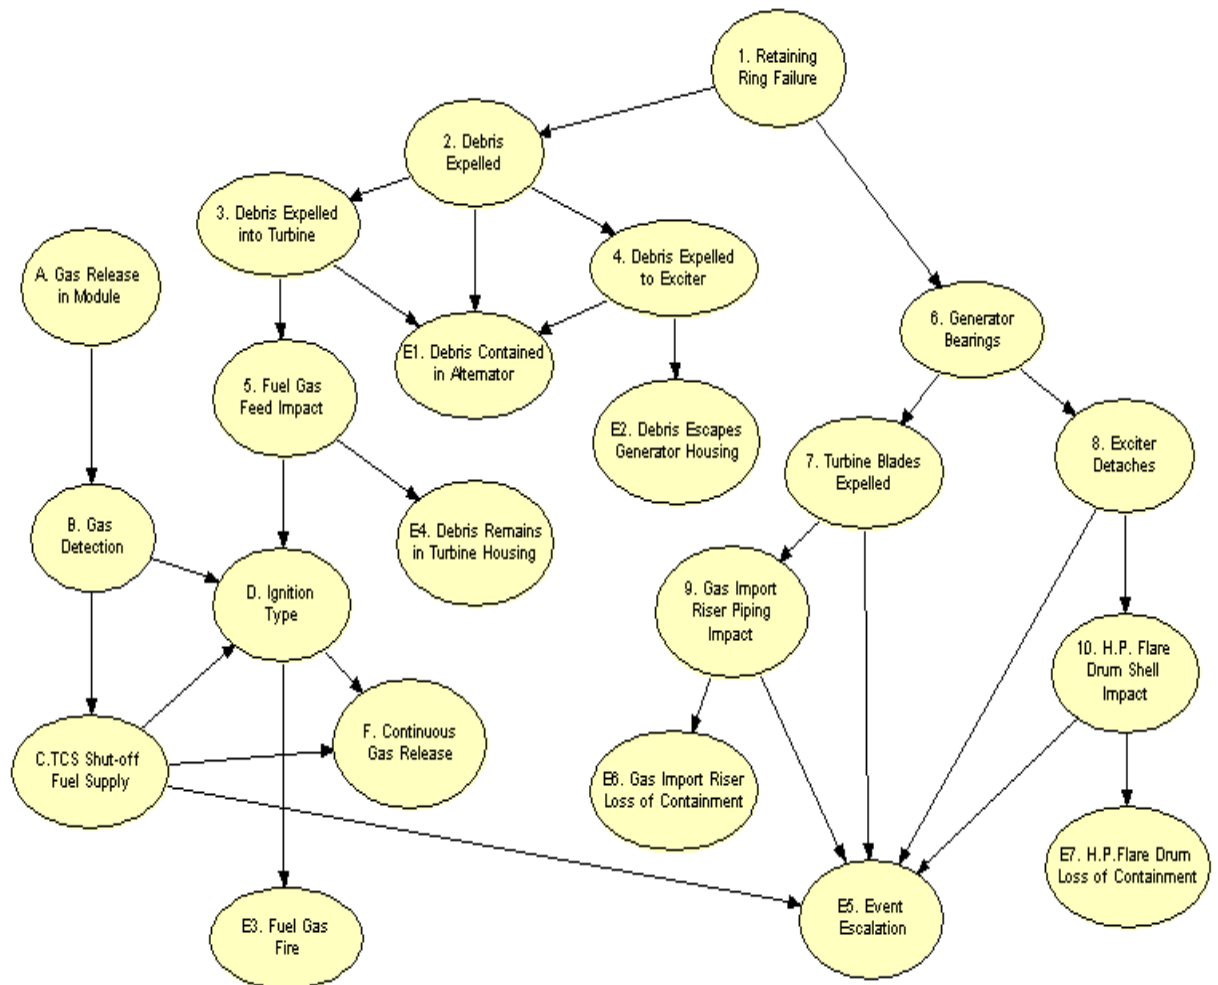 1. Retaining
Ring Failure
2. Debris
Expelled
3. Debris Expelled
into Turbine
4. Debris Expelled
to Exciter
A. Gas Release
in Module
6. Generator
Bearings
E1. Debris Contained
in Alternator
5. Fuel Gas
Feed Impact
E2. Debris Escapes
Generator Housing
8. Exciter
Detaches
7. Turbine Blades
Expelled
B. Gas
Detection
E4. Debris Remains
in Turbine Housing
D. Ignition
Type
9. Gas Import
Riser Piping
Impact
10. H.P. Flare
Drum Shell
Impact
F. Continuous
Gas Release
C.TCS Shut-off
Fuel Supply
E6. Gas Import Riser
Loss of Containment
E7. H.P.Flare Drum
Loss of Containment
E5. Event
Escalation
E3. Fuel Gas
Fire